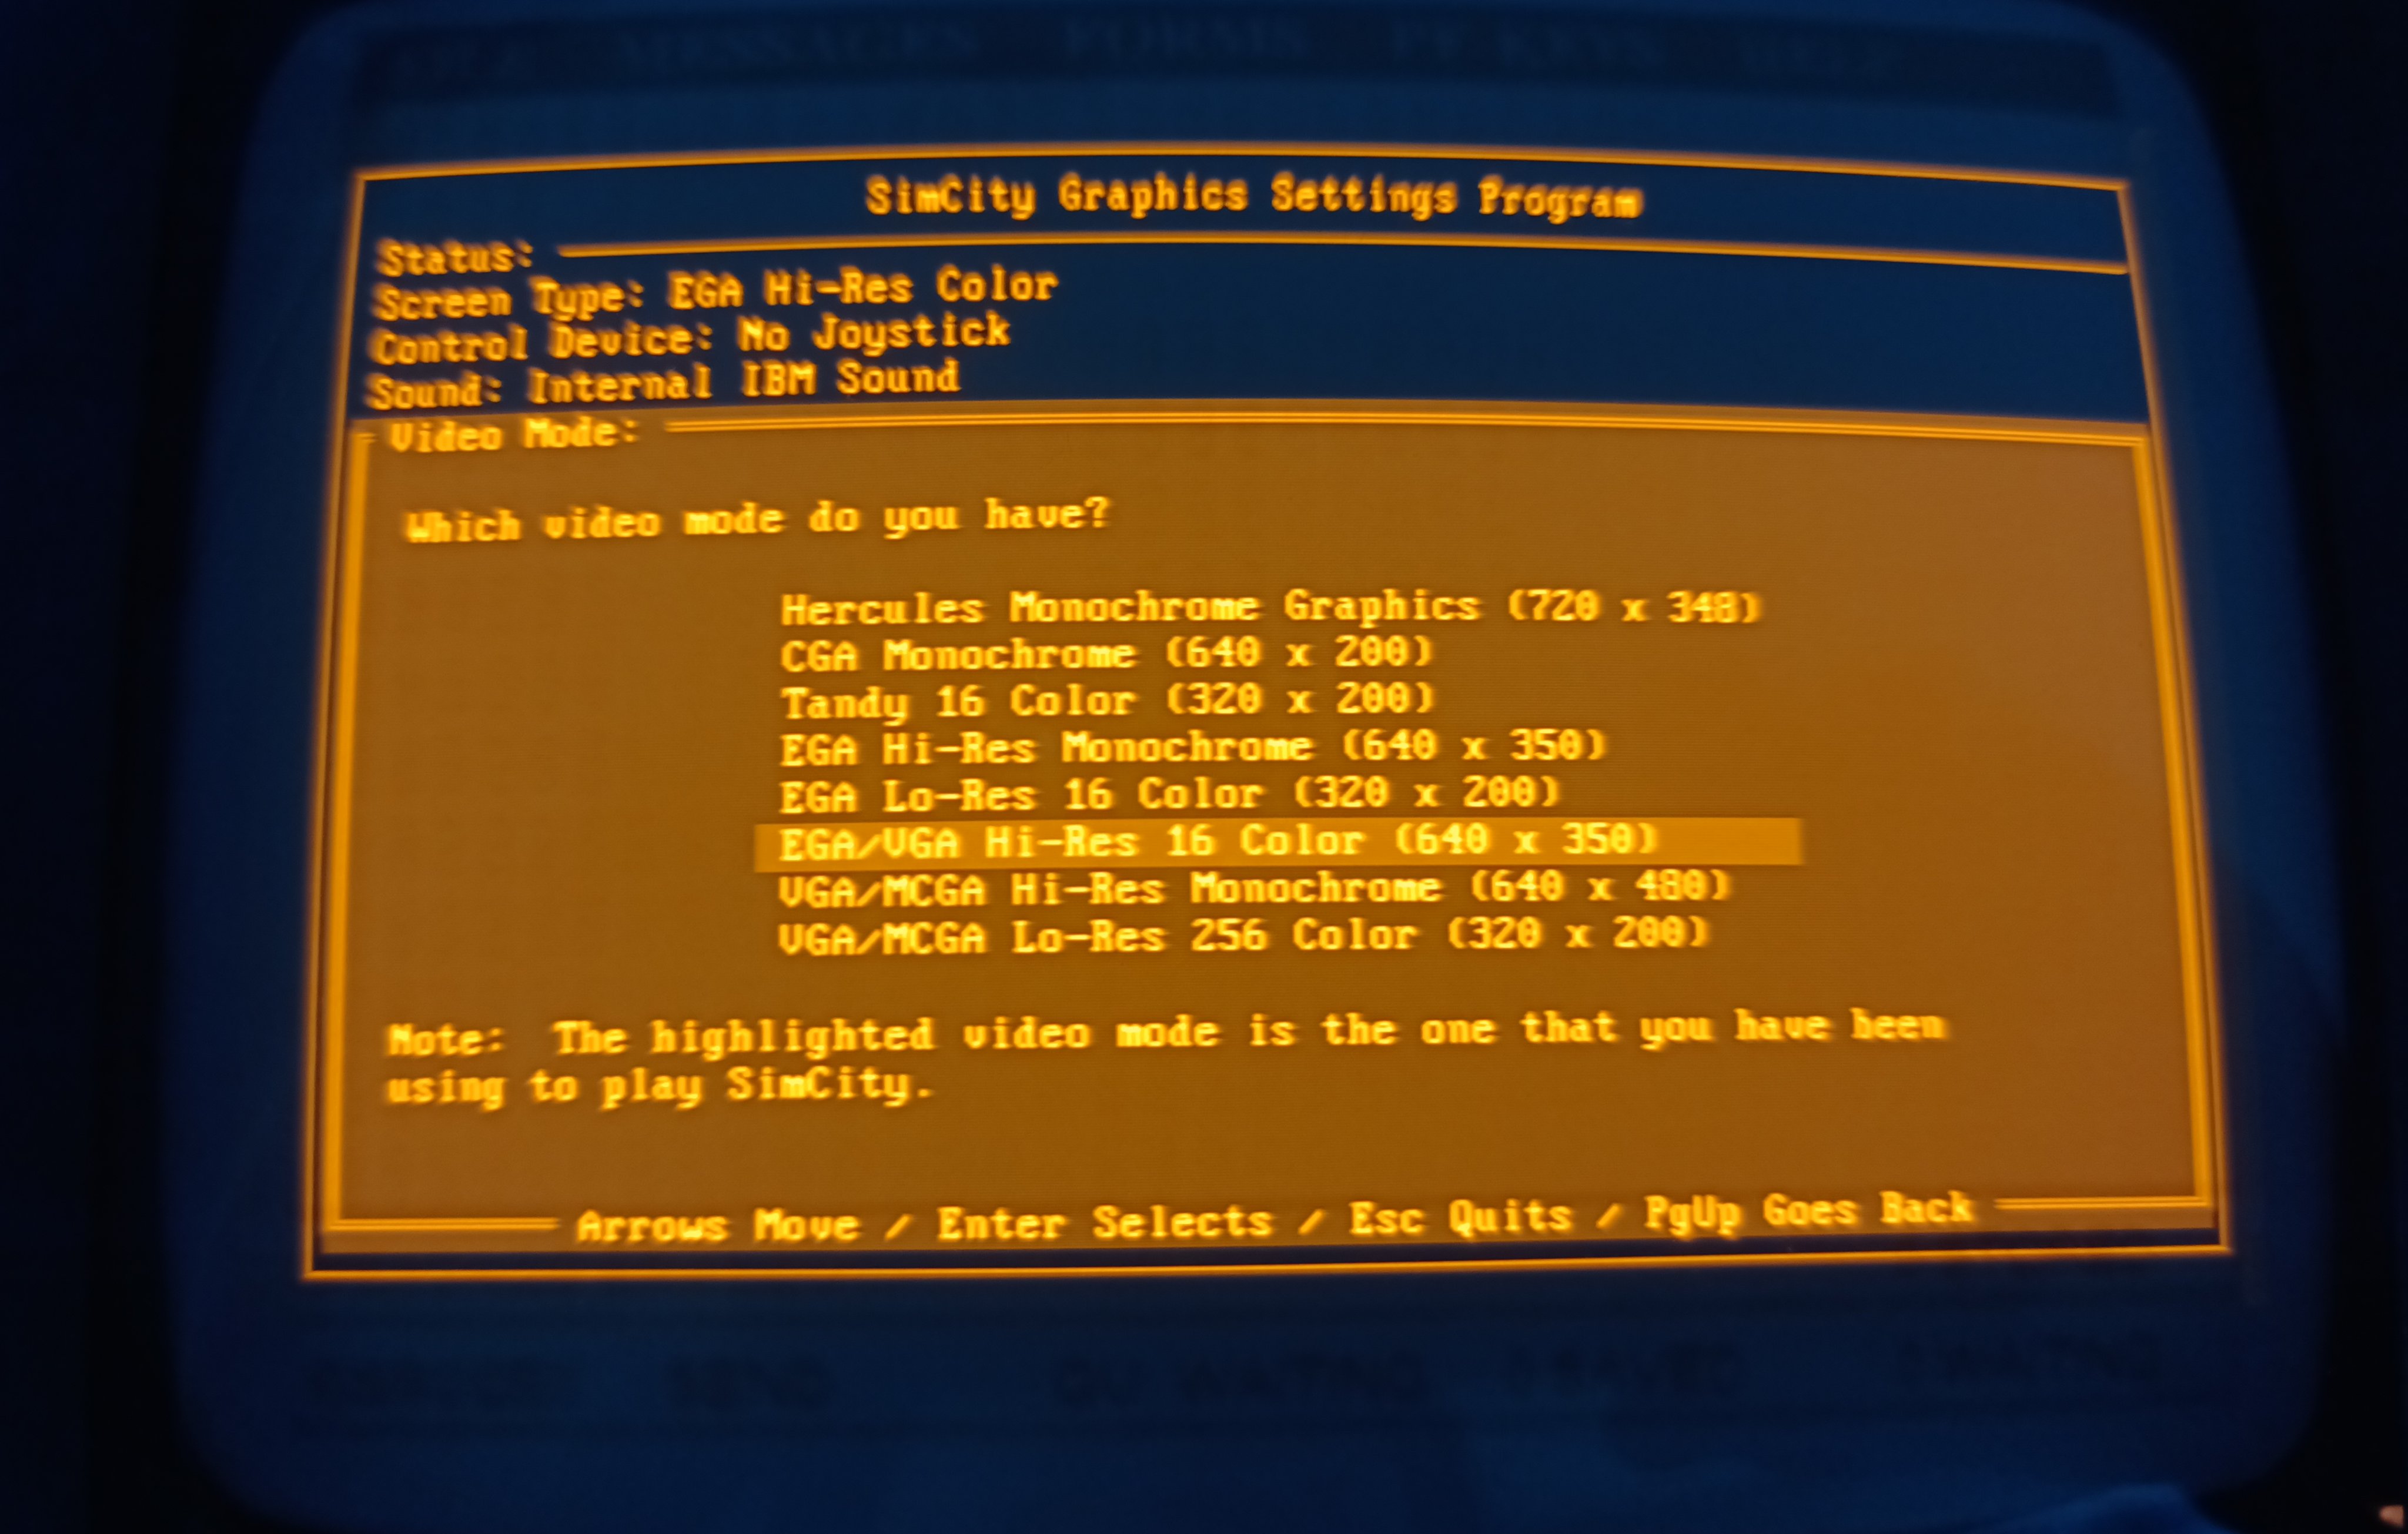 MESSAGES FORMS PF KEYS HELP
SimCity Graphics Settings Program
Status:
Screen Type: EGA Hi-Res Color
Control Device: No Joystick
Sound: Internal IBM Sound
Video Mode:
Which video mode do you have?
Hercules Monochrome Graphics (720 x 348)
CGA Monochrome (640 x 200)
Tandy 16 Color (320 x 200)
EGA Hi-Res Monochrome (640 x 350)
EGA Lo-Res 16 Color (320 x 200)
EGA/VGA Hi-Res 16 Color (640 x 350)
VGA/MCGA Hi-Res Monochrome (640 x 480)
VGA/MCGA Lo-Res 256 Color (320 x 200)
Note:  The highlighted video mode is the one that you have been
using to play SimCity.
Arrows Move / Enter Selects / Esc Quits / PgUp Goes Back